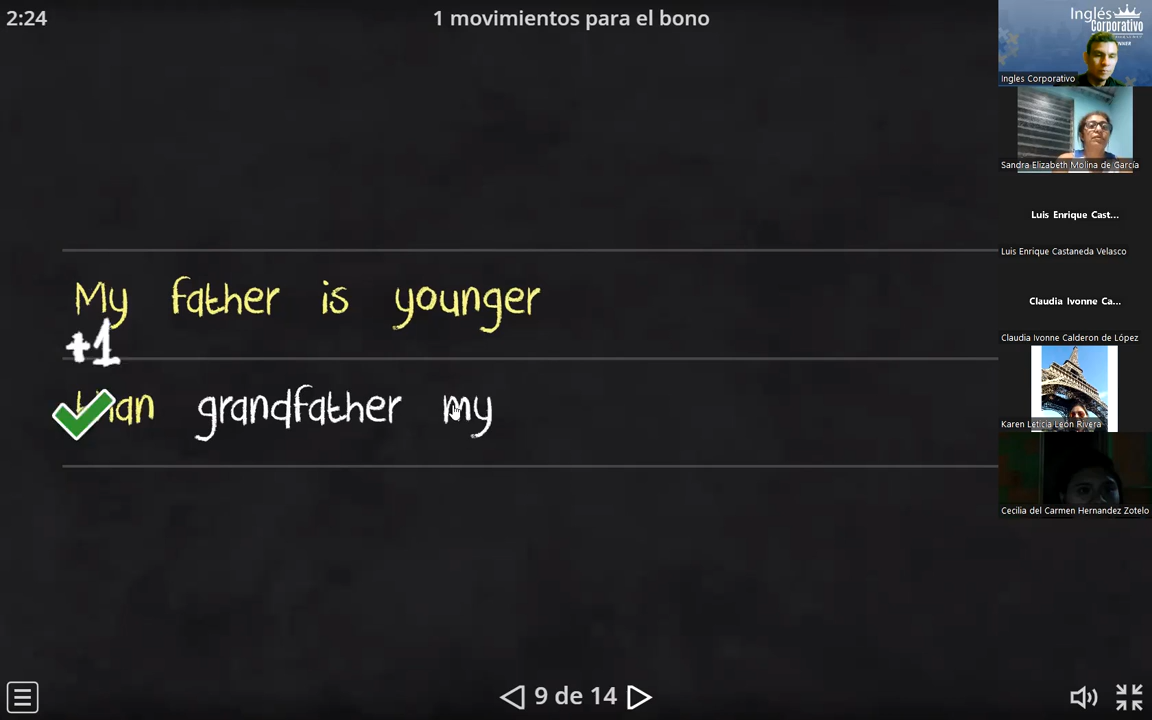 2:24
1 movimientos para el bono
My father is younger
+1
than grandfather my
9 de 14
Inglés
Corporativo
Ingles Corporativo
Sandra Elizabeth Molina de García
Luis Enrique Cast...
Luis Enrique Castaneda Velasco
Claudia Ivonne Ca...
Claudia Ivonne Calderon de López
Karen Leticia Leon Rivera
Cecilia del Carmen Hernandez Zotelo